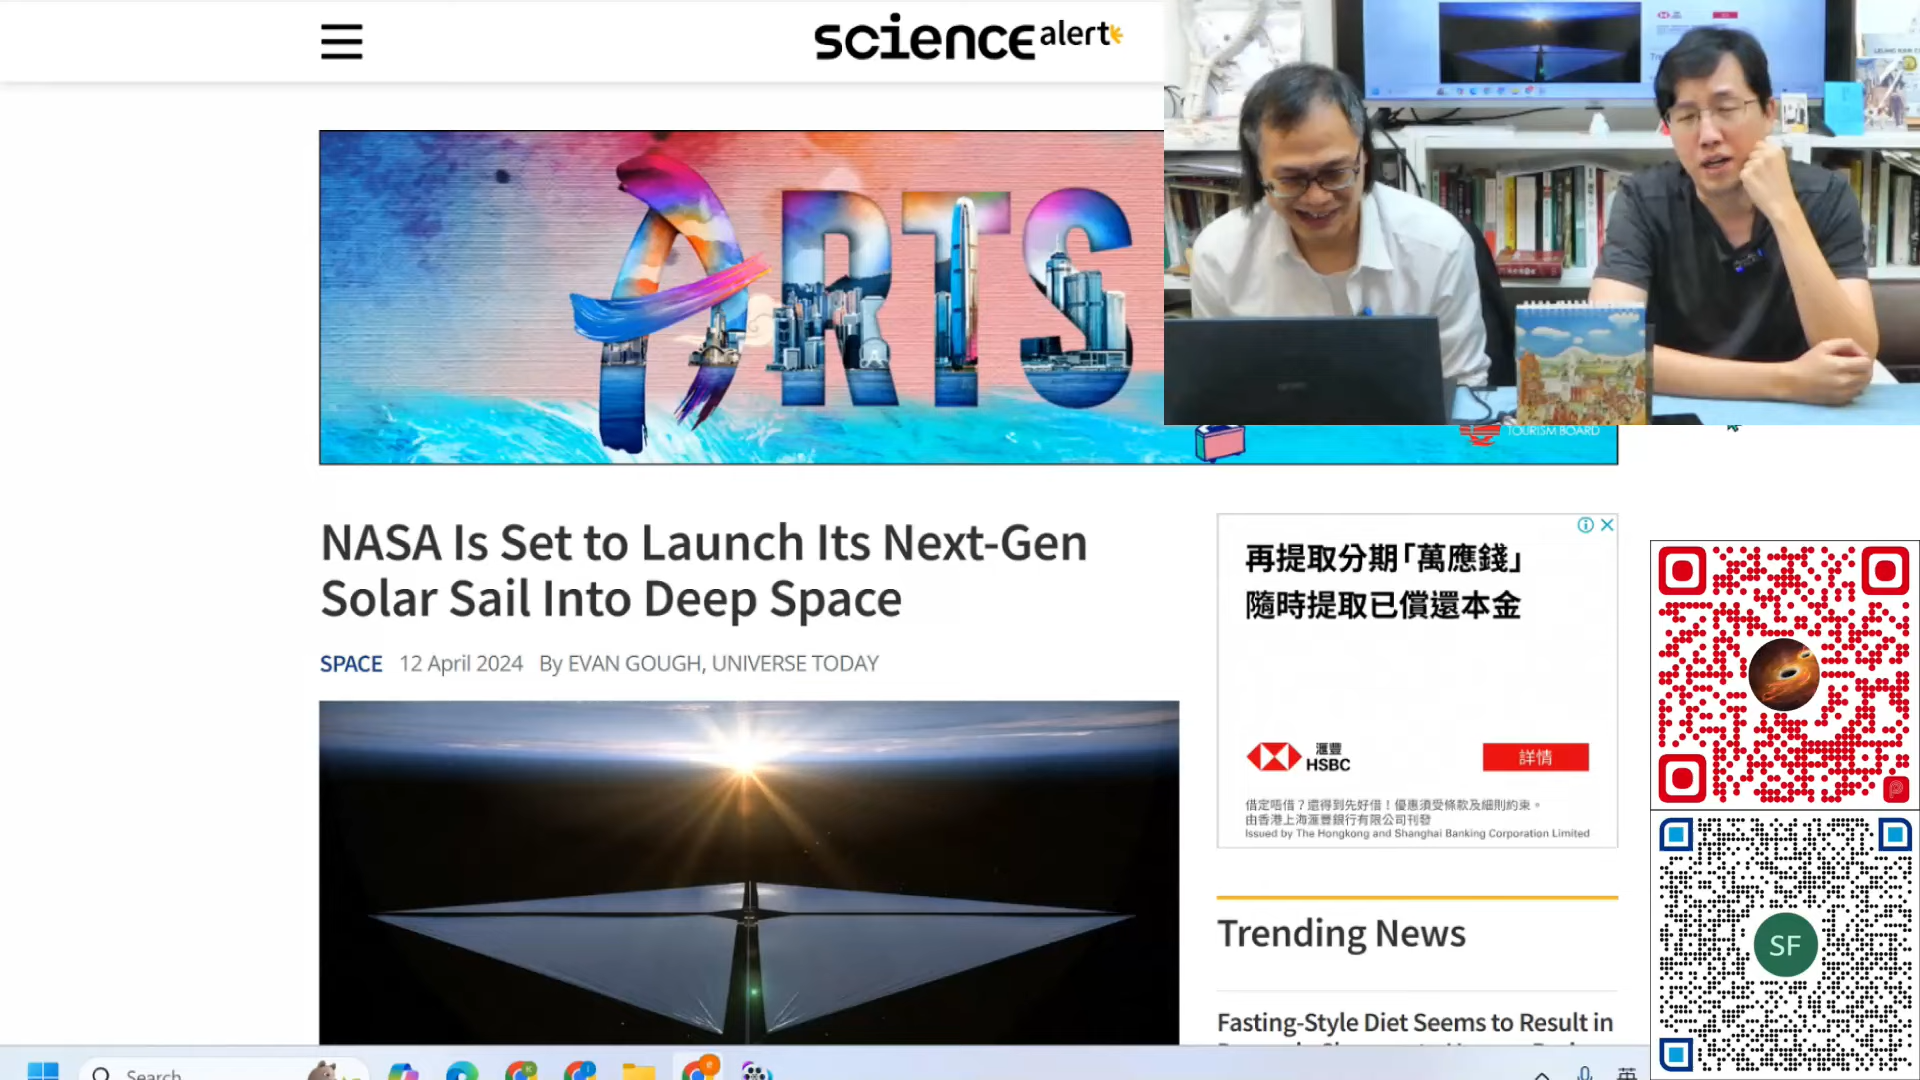 science alert
ARTS
TOURISM BOARD
NASA Is Set to Launch Its Next-Gen
Solar Sail Into Deep Space
SPACE 12 April 2024 By EVAN GOUGH, UNIVERSE TODAY
再提取分期「萬應錢」
隨時提取已償還本金
滙豐
HSBC
詳情
借定唔借？還得到先好借！優惠須受條款及細則約束。
由香港上海滙豐銀行有限公司刊發
Issued by The Hongkong and Shanghai Banking Corporation Limited
Trending News
Fasting-Style Diet Seems to Result in
SF
Search
英